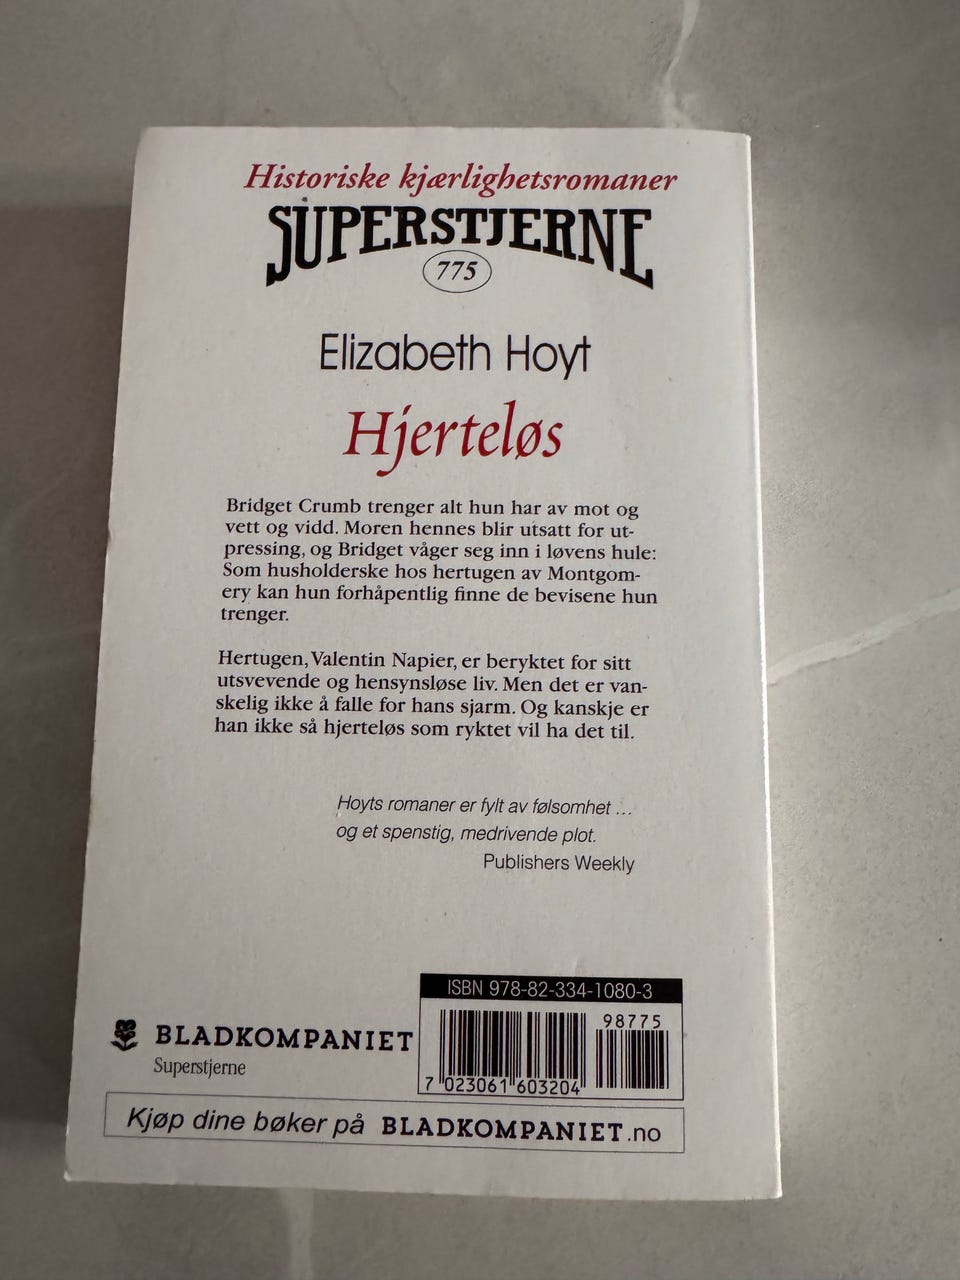 Historiske kjærlighetsromaner
SUPERSTJERNE
775
Elizabeth Hoyt
Hjerteløs
Bridget Crumb trenger alt hun har av mot og
vett og vidd. Moren hennes blir utsatt for ut-
pressing, og Bridget våger seg inn i løvens hule:
Som husholderske hos hertugen av Montgom-
ery kan hun forhåpentlig finne de bevisene hun
trenger.
Hertugen, Valentin Napier, er beryktet for sitt
utsvevende og hensynsløse liv. Men det er van-
skelig ikke å falle for hans sjarm. Og kanskje er
han ikke så hjerteløs som ryktet vil ha det til.
Hoyts romaner er fylt av følsomhet ...
og et spenstig, medrivende plot.
Publishers Weekly
ISBN 978-82-334-1080-3
98775
7 023061 603204
BLADKOMPANIET
Superstjerne
Kjøp dine bøker på BLADKOMPANIET.no